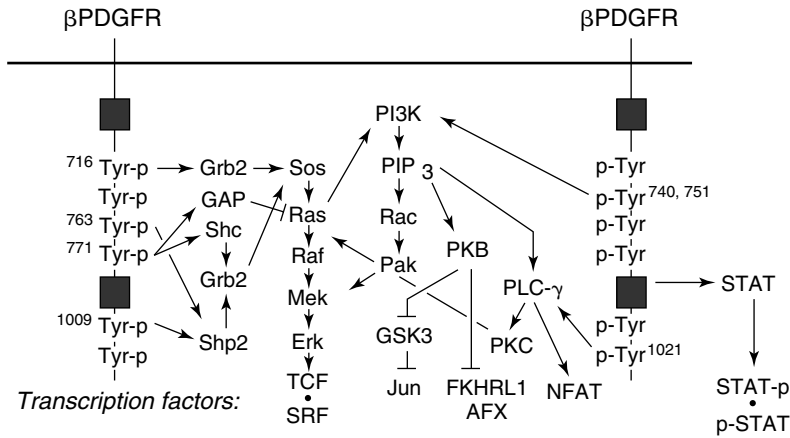 βPDGFR βPDGFR
PI3K
716 Tyr-p Grb2 Sos PIP 3 p-Tyr
Tyr-p GAP p-Tyr 740, 751
763 Tyr-p Shc Ras Rac p-Tyr
771 Tyr-p Raf Pak PKB p-Tyr
Grb2 Mek PLC-γ STAT
1009 Tyr-p Shp2 Erk GSK3 PKC p-Tyr
Tyr-p p-Tyr 1021
TCF Jun FKHRL1 NFAT STAT-p
Transcription factors: • AFX •
SRF p-STAT